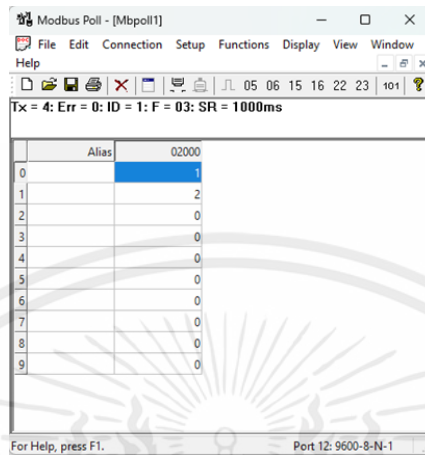 Modbus Poll - [Mbpoll1]
File Edit Connection Setup Functions Display View Window
Help
05 06 15 16 22 23 101
Tx = 4: Err = 0: ID = 1: F = 03: SR = 1000ms
Alias 02000
0 1
1 2
2 0
3 0
4 0
5 0
6 0
7 0
8 0
9 0
For Help, press F1. Port 12: 9600-8-N-1